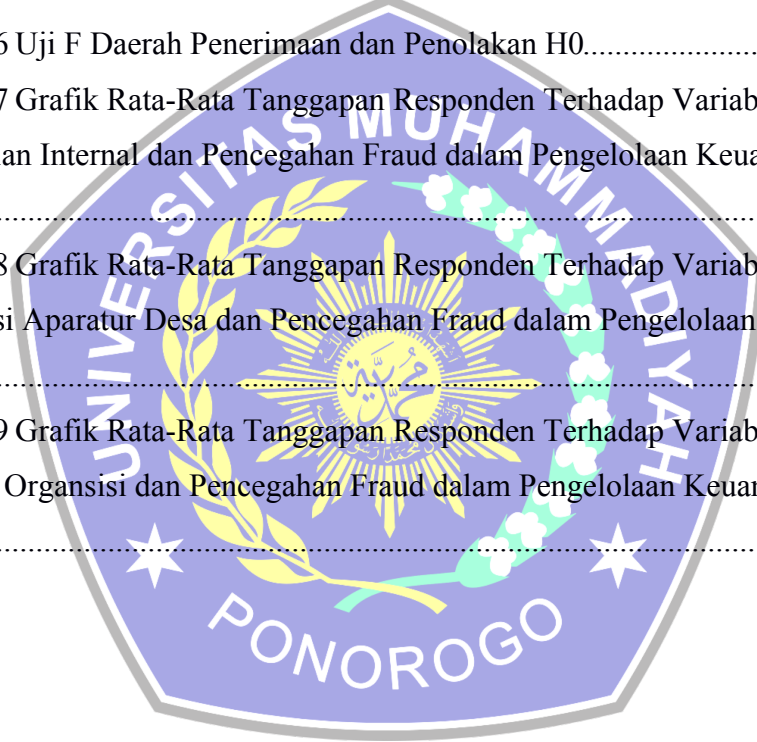 6 Uji F Daerah Penerimaan dan Penolakan H0......................
7 Grafik Rata-Rata Tanggapan Responden Terhadap Variab
an Internal dan Pencegahan Fraud dalam Pengelolaan Keua
..........................................................................................
8 Grafik Rata-Rata Tanggapan Responden Terhadap Variab
si Aparatur Desa dan Pencegahan Fraud dalam Pengelolaan
..........................................................................................
9 Grafik Rata-Rata Tanggapan Responden Terhadap Variab
Organsisi dan Pencegahan Fraud dalam Pengelolaan Keuan
..........................................................................................
UNIVERSITAS MUHAMMADIYAH
محمدية
PONOROGO